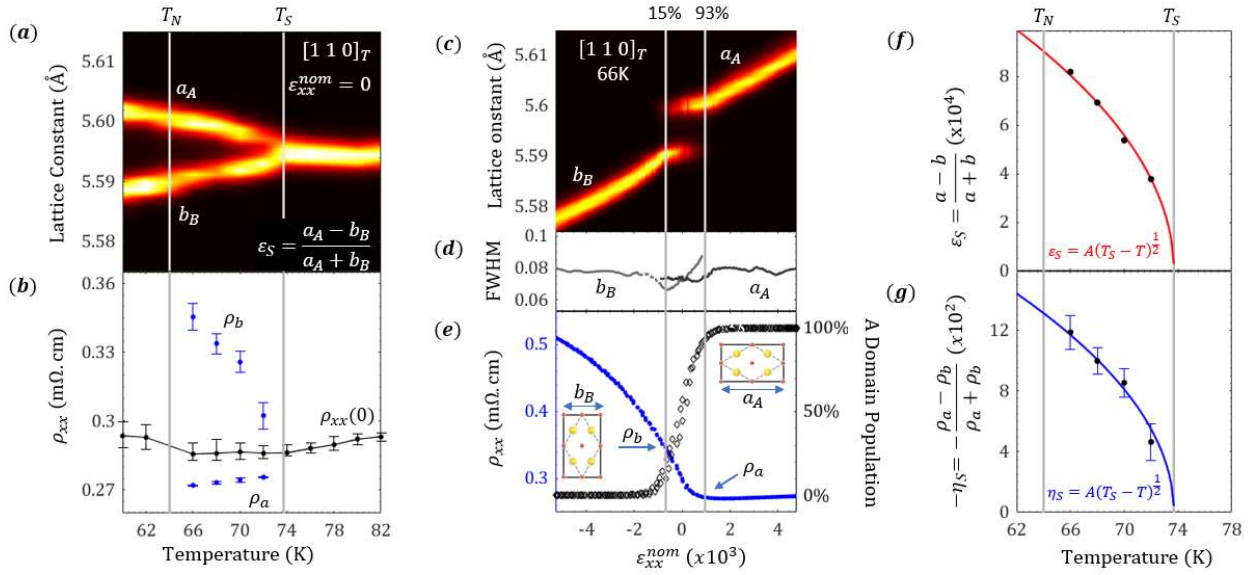 T_N T_S 15% 93% T_N T_S
(a)
[1 1 0]_T
ε_xx^nom = 0
a_A
b_B
ε_S = (a_A − b_B)/(a_A + b_B)
Lattice Constant (Å)
5.61
5.60
5.59
5.58
(b)
ρ_b
ρ_xx(0)
ρ_a
ρ_xx (mΩ. cm)
0.36
0.33
0.3
0.27
62 64 66 68 70 72 74 76 78 80 82
Temperature (K)
(c)
[1 1 0]_T
66K
a_A
b_B
Lattice onstant (Å)
5.61
5.6
5.59
5.58
(d)
FWHM
0.1
0.08
0.06
b_B
a_A
(e)
ρ_xx (mΩ. cm)
0.5
0.4
0.3
b_B
ρ_b
a_A
ρ_a
100%
50%
0%
A Domain Population
-4 -2 0 2 4
ε_xx^nom (x10^3)
(f)
ε_S = (a − b)/(a + b) (x10^4)
8
6
4
2
0
ε_S = A(T_S − T)^(1/2)
(g)
−η_S = −(ρ_a − ρ_b)/(ρ_a + ρ_b) (x10^2)
12
8
4
0
η_S = A(T_S − T)^(1/2)
62 66 70 74 78
Temperature (K)